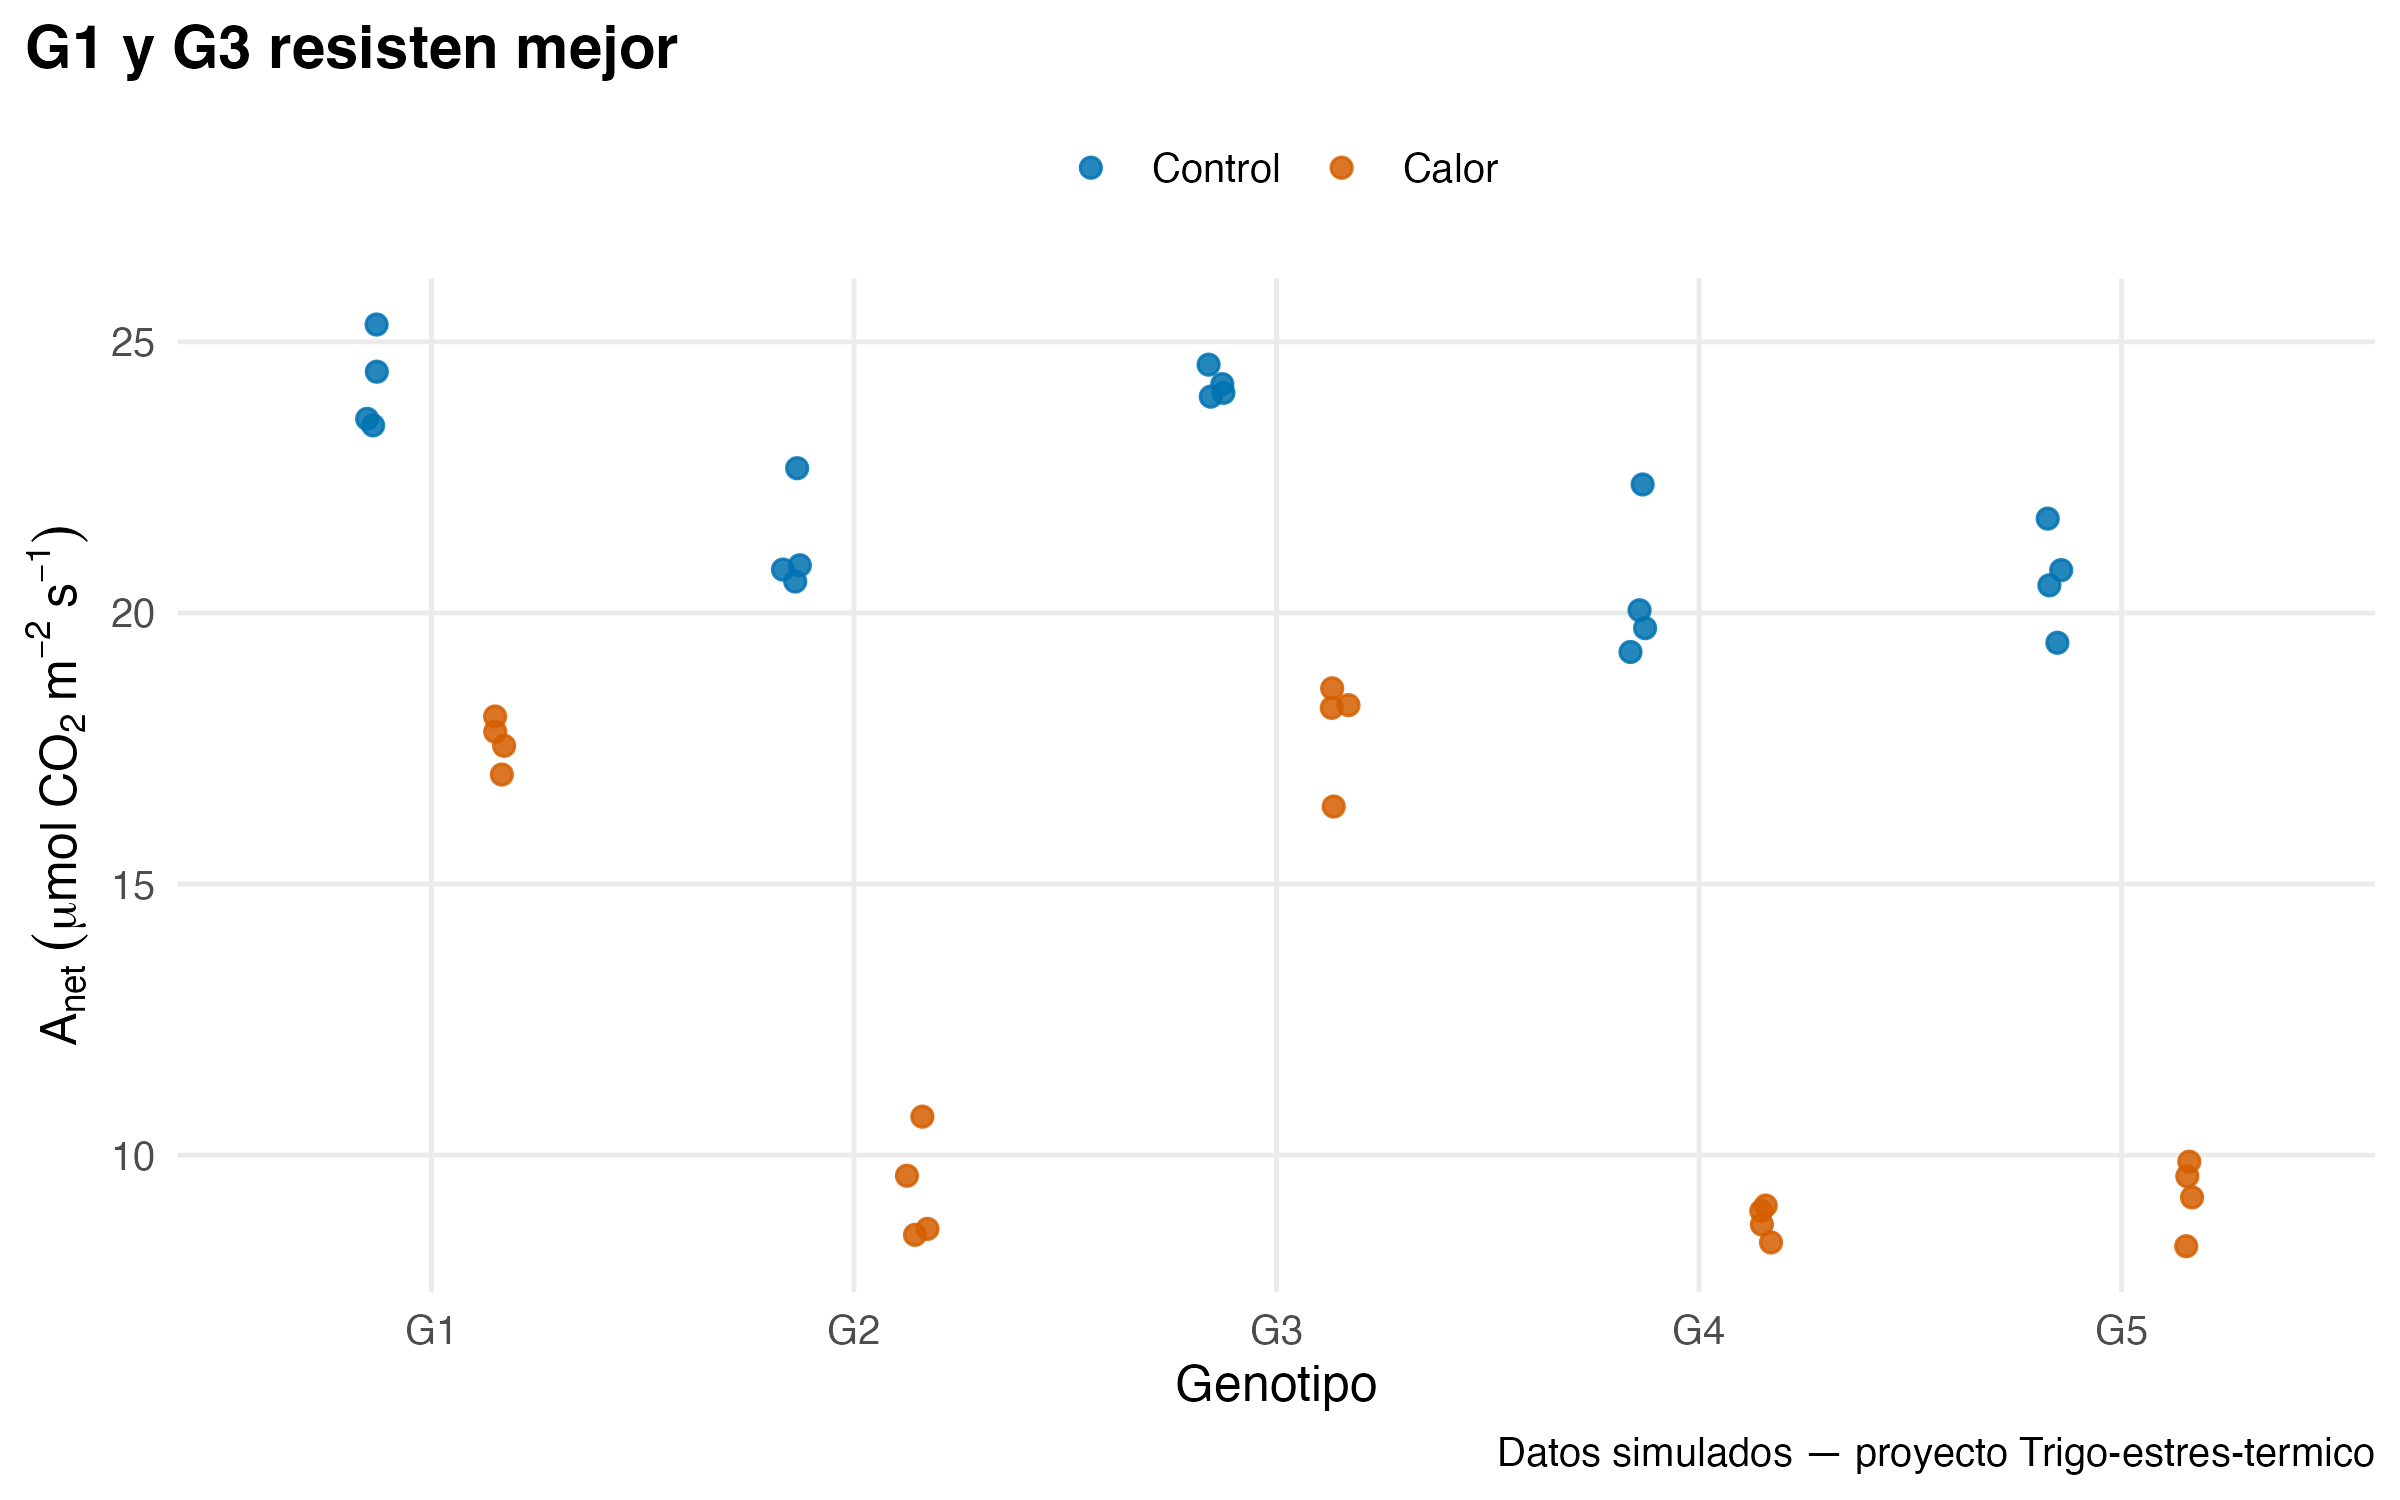 G1 y G3 resisten mejor
Control Calor
Aₙₑₜ (μmol CO₂ m⁻² s⁻¹)
25
20
15
10
G1 G2 G3 G4 G5
Genotipo
Datos simulados — proyecto Trigo-estres-termico